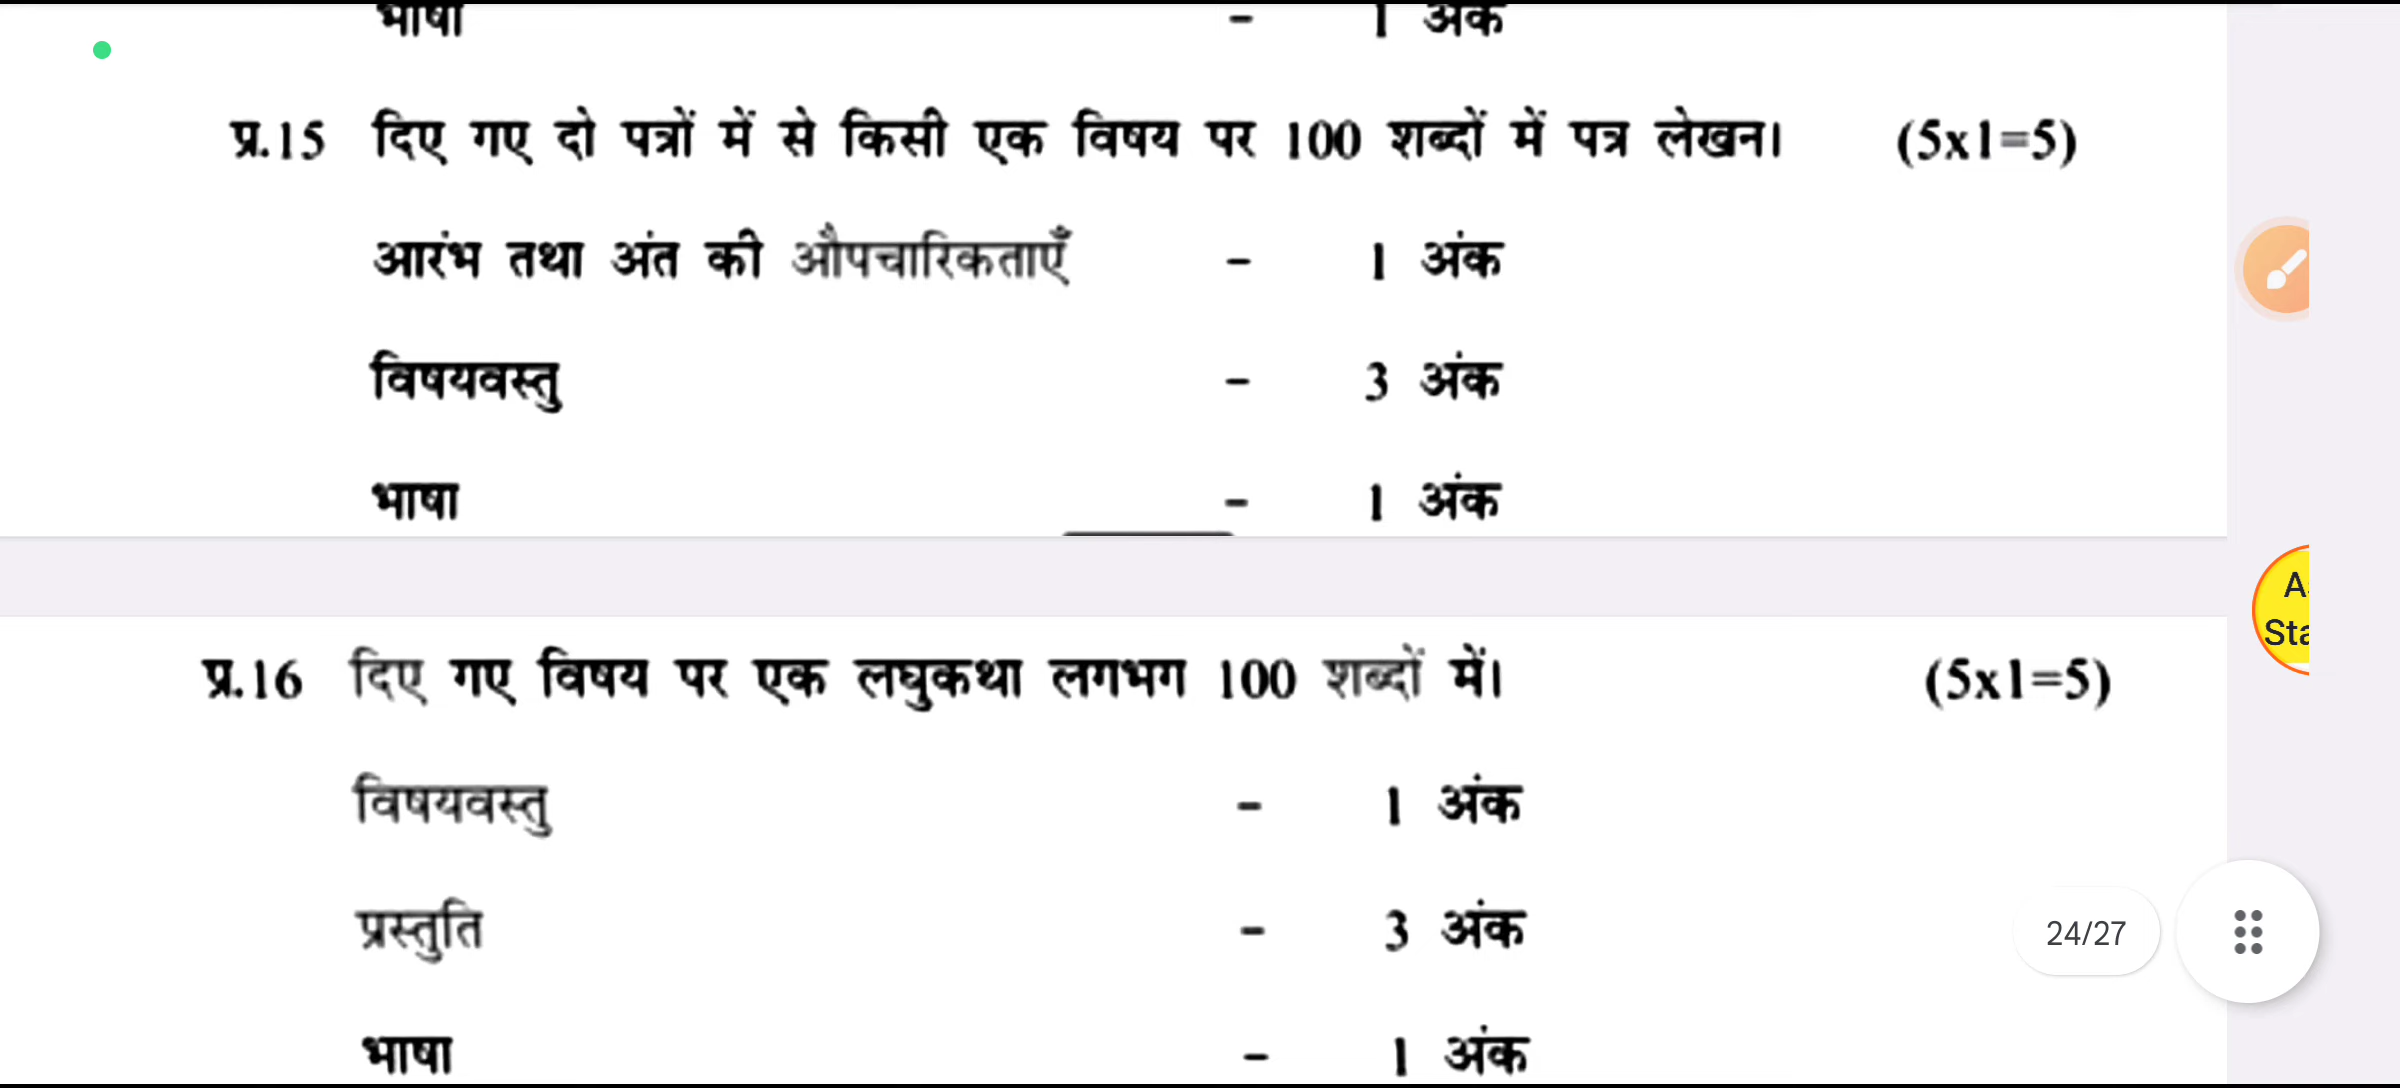 भाषा - 1 अंक
प्र.15 दिए गए दो पत्रों में से किसी एक विषय पर 100 शब्दों में पत्र लेखन। (5x1=5)
आरंभ तथा अंत की औपचारिकताएँ - 1 अंक
विषयवस्तु - 3 अंक
भाषा - 1 अंक
प्र.16 दिए गए विषय पर एक लघुकथा लगभग 100 शब्दों में। (5x1=5)
विषयवस्तु - 1 अंक
प्रस्तुति - 3 अंक
24/27
भाषा - 1 अंक